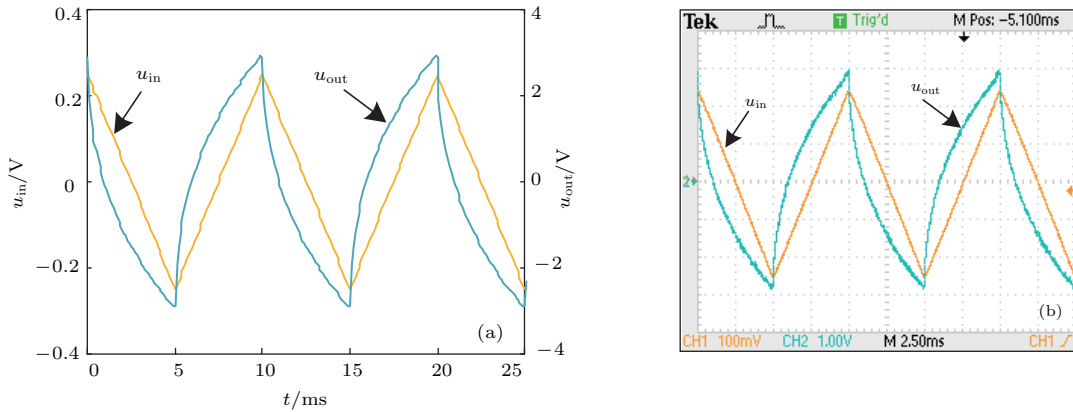 0.4
0.2
0
−0.2
−0.4
u_in/V
4
2
0
−2
−4
u_out/V
u_in
u_out
(a)
0 5 10 15 20 25
t/ms
Tek T Trig'd M Pos: −5.100ms
u_in
u_out
2
(b)
CH1 100mV CH2 1.00V M 2.50ms CH1